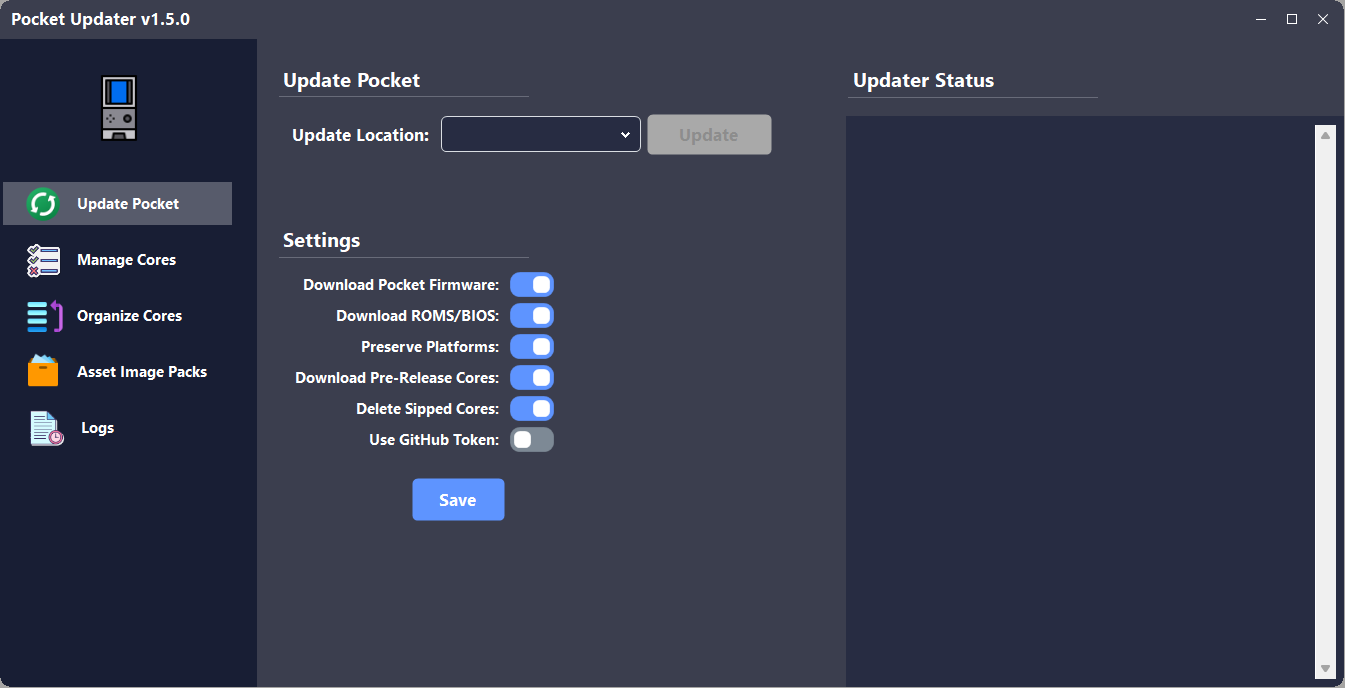 Pocket Updater v1.5.0
Update Pocket
Manage Cores
Organize Cores
Asset Image Packs
Logs
Update Pocket
Update Location:
Update
Settings
Download Pocket Firmware:
Download ROMS/BIOS:
Preserve Platforms:
Download Pre-Release Cores:
Delete Sipped Cores:
Use GitHub Token:
Save
Updater Status